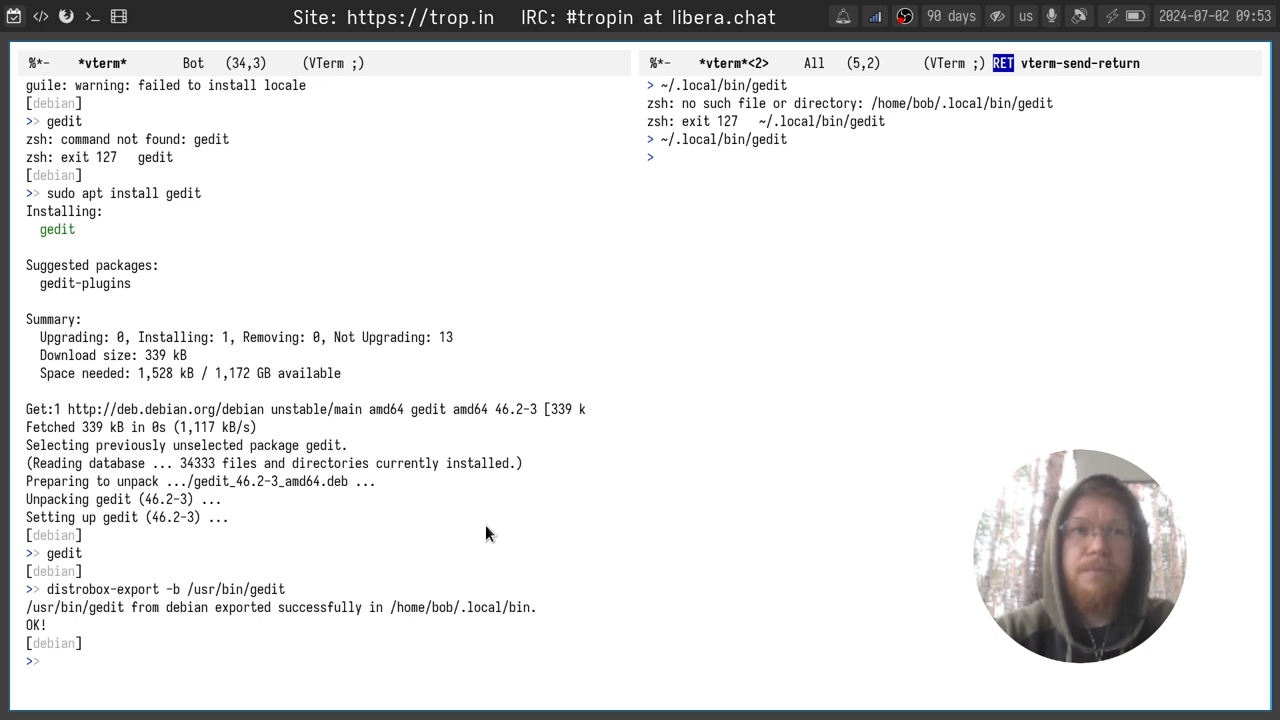 Site: https://trop.in   IRC: #tropin at libera.chat
90 days
us
2024-07-02 09:53
%*-    *vterm*        Bot   (34,3)     (VTerm ;)
guile: warning: failed to install locale
[debian]
>> gedit
zsh: command not found: gedit
zsh: exit 127   gedit
[debian]
>> sudo apt install gedit
Installing:
  gedit
Suggested packages:
  gedit-plugins
Summary:
  Upgrading: 0, Installing: 1, Removing: 0, Not Upgrading: 13
  Download size: 339 kB
  Space needed: 1,528 kB / 1,172 GB available
Get:1 http://deb.debian.org/debian unstable/main amd64 gedit amd64 46.2-3 [339 k
Fetched 339 kB in 0s (1,117 kB/s)
Selecting previously unselected package gedit.
(Reading database ... 34333 files and directories currently installed.)
Preparing to unpack .../gedit_46.2-3_amd64.deb ...
Unpacking gedit (46.2-3) ...
Setting up gedit (46.2-3) ...
[debian]
>> gedit
[debian]
>> distrobox-export -b /usr/bin/gedit
/usr/bin/gedit from debian exported successfully in /home/bob/.local/bin.
OK!
[debian]
>>
%*-    *vterm*<2>     All   (5,2)      (VTerm ;) RET vterm-send-return
> ~/.local/bin/gedit
zsh: no such file or directory: /home/bob/.local/bin/gedit
zsh: exit 127   ~/.local/bin/gedit
> ~/.local/bin/gedit
>